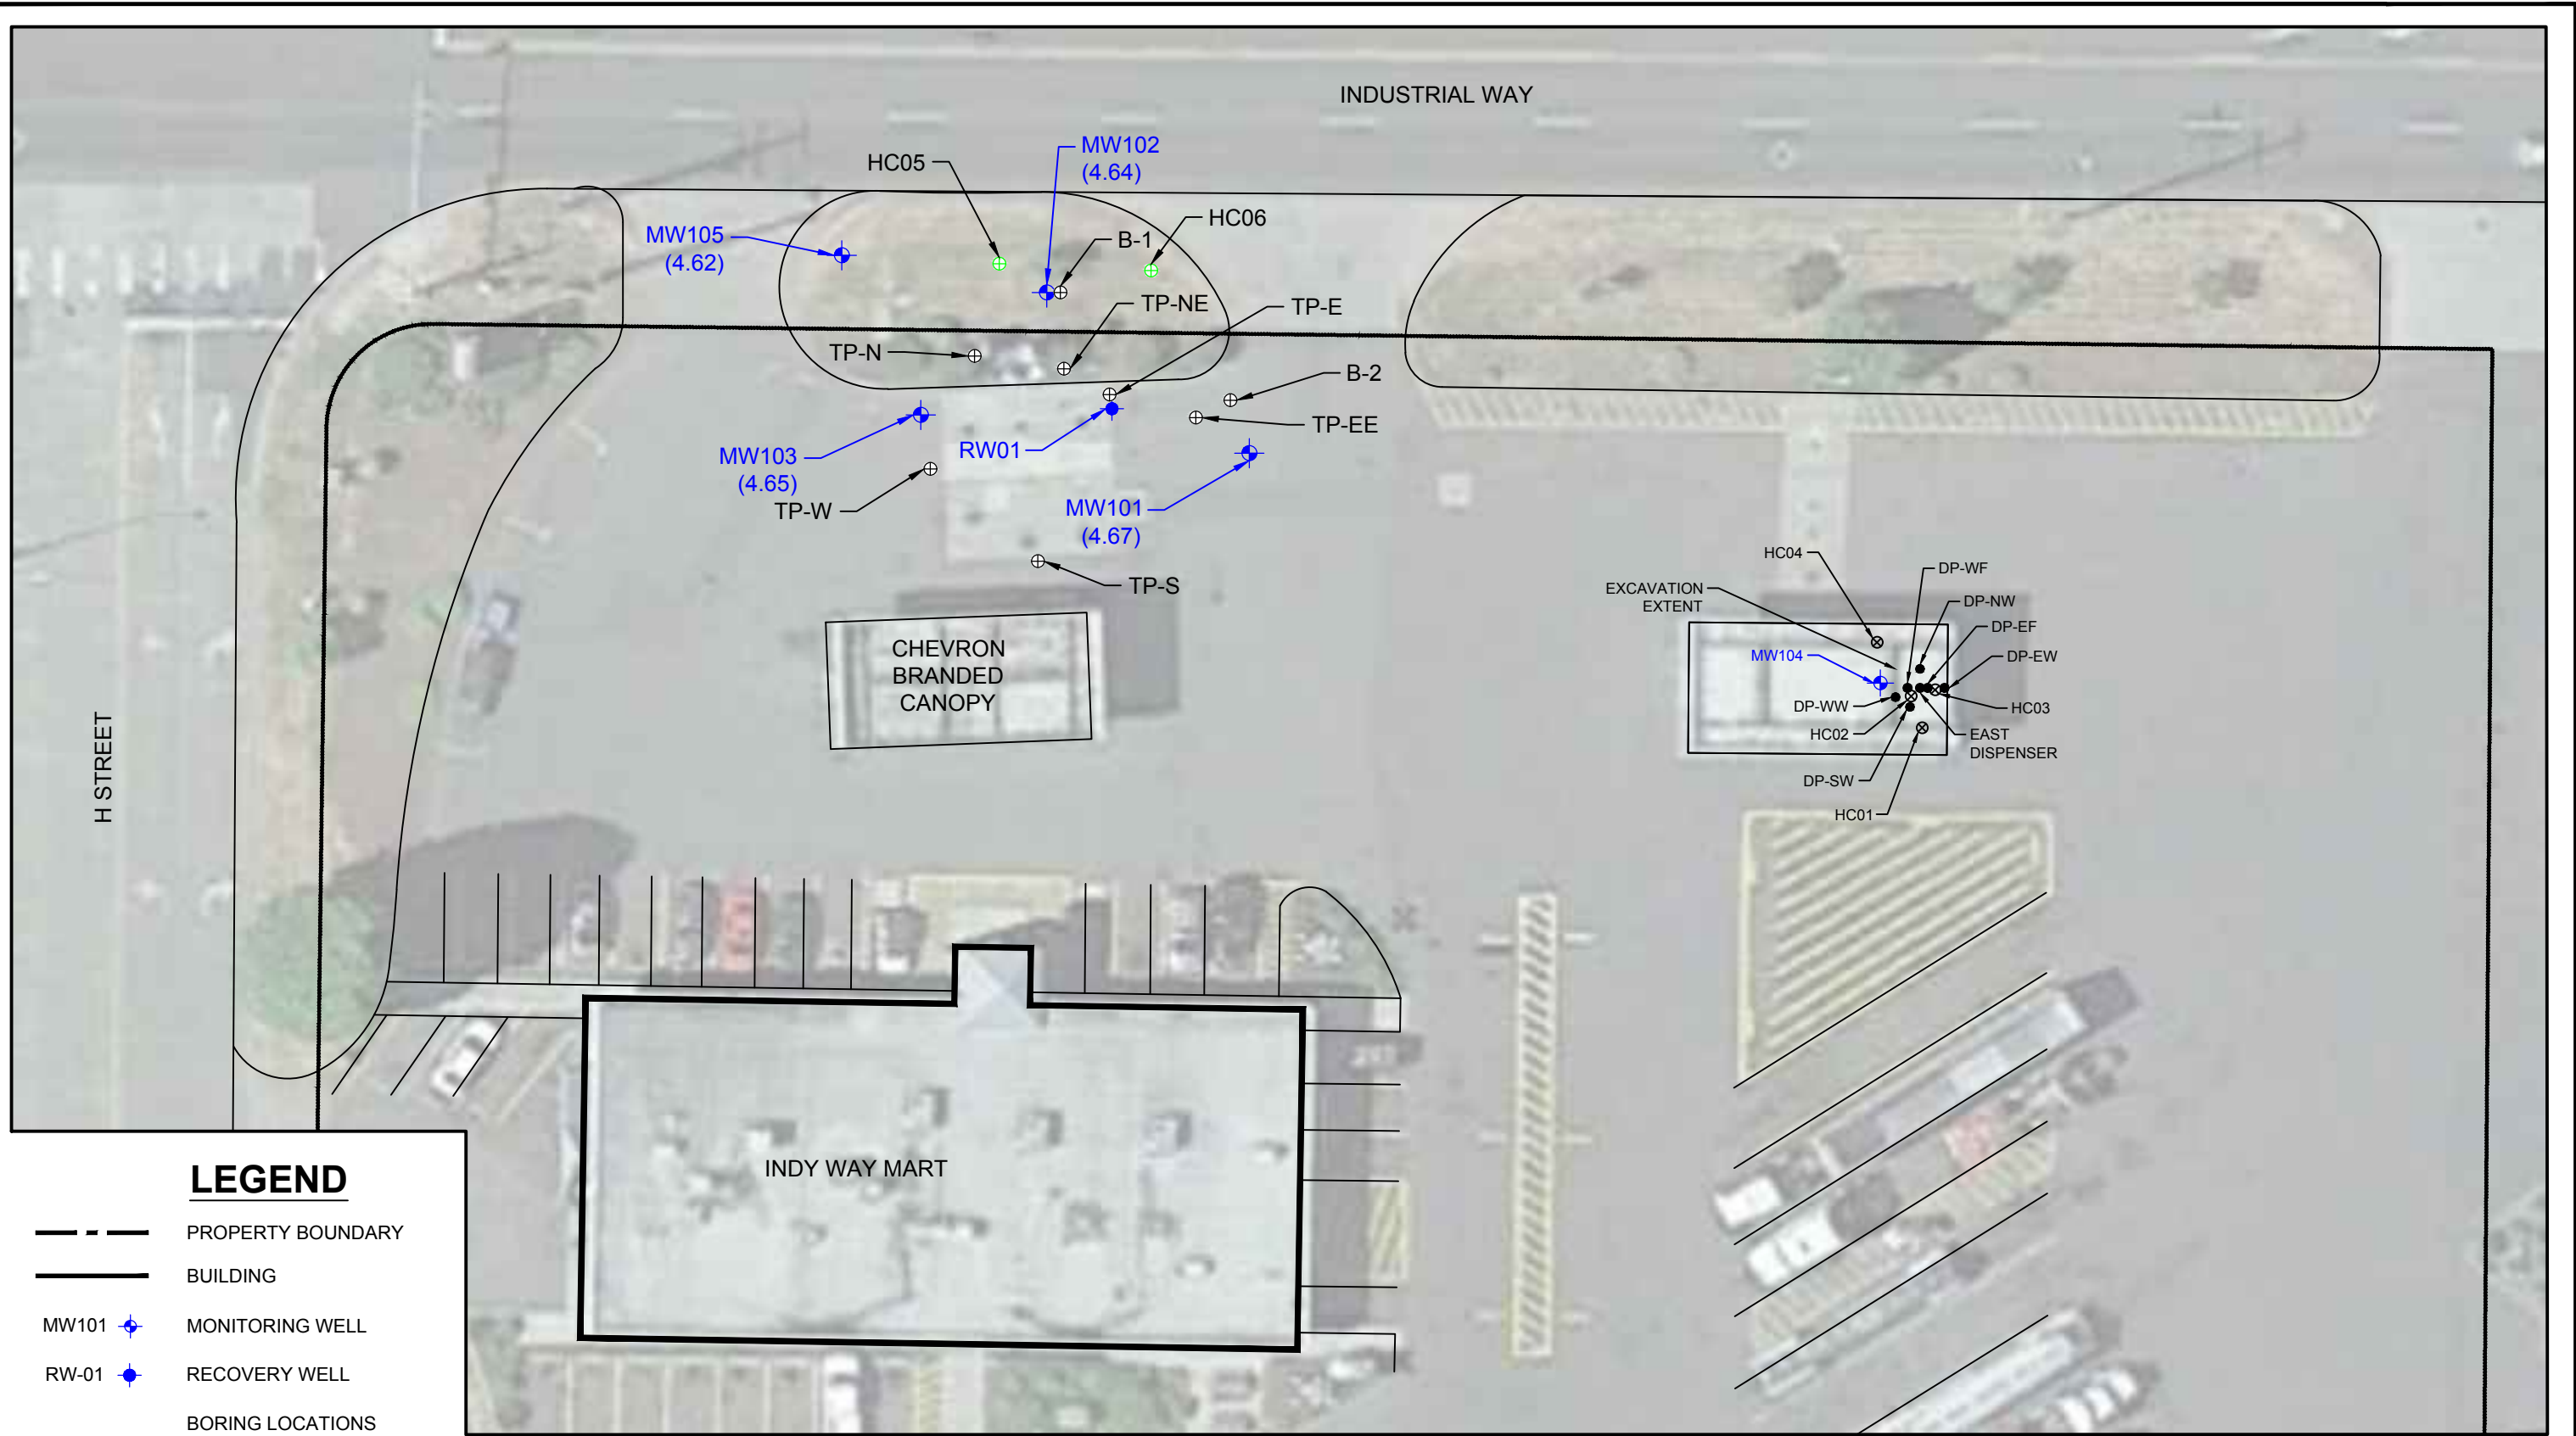 INDUSTRIAL WAY
MW102
(4.64)
HC05
HC06
MW105
(4.62)
B-1
TP-NE
TP-E
TP-N
B-2
TP-EE
RW01
MW103
(4.65)
TP-W
MW101
(4.67)
TP-S
HC04
DP-WF
EXCAVATION
EXTENT
DP-NW
DP-EF
DP-EW
MW104
DP-WW
HC03
HC02
EAST
DISPENSER
DP-SW
HC01
CHEVRON
BRANDED
CANOPY
H STREET
INDY WAY MART
LEGEND
PROPERTY BOUNDARY
BUILDING
MW101 MONITORING WELL
RW-01 RECOVERY WELL
BORING LOCATIONS